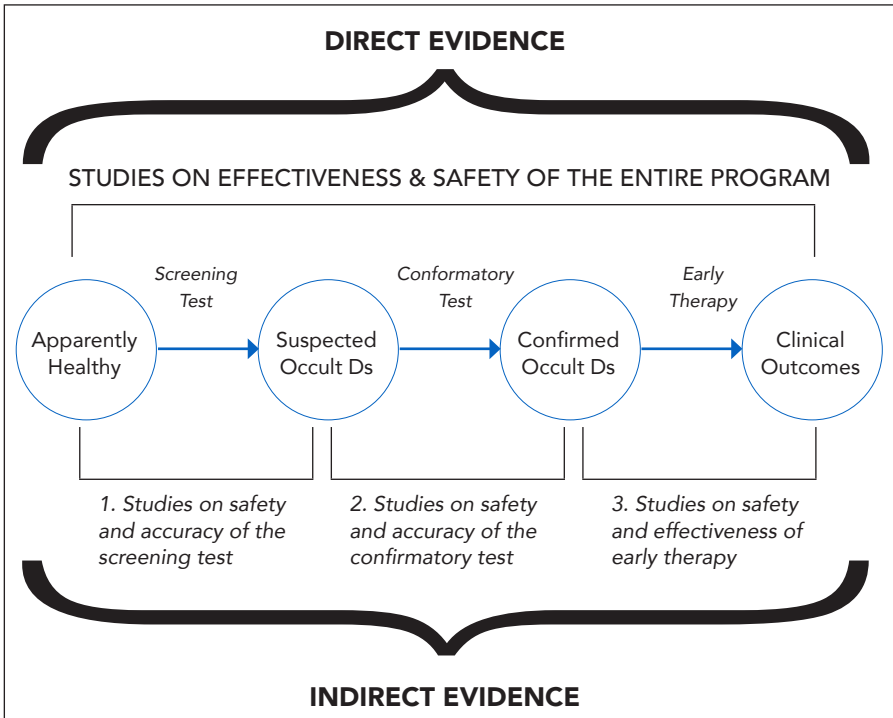 DIRECT EVIDENCE
STUDIES ON EFFECTIVENESS & SAFETY OF THE ENTIRE PROGRAM
Screening
Test
Conformatory
Test
Early
Therapy
Apparently
Healthy
Suspected
Occult Ds
Confirmed
Occult Ds
Clinical
Outcomes
1. Studies on safety
and accuracy of the
screening test
2. Studies on safety
and accuracy of the
confirmatory test
3. Studies on safety
and effectiveness of
early therapy
INDIRECT EVIDENCE